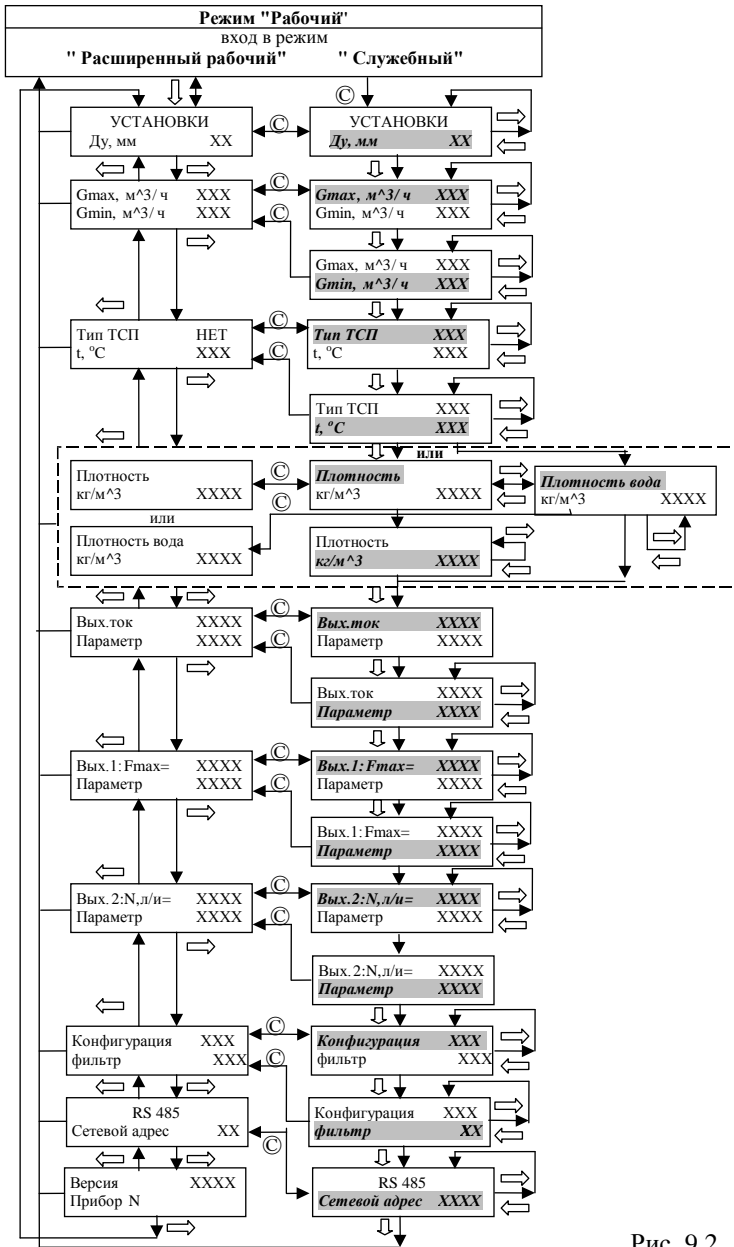 Режим "Рабочий"
вход в режим
" Расширенный рабочий" " Служебный"
©
УСТАНОВКИ
Ду, мм XX
©
УСТАНОВКИ
Ду, мм XX
Gmax, м^3/ч XXX
Gmin, м^3/ч XXX
©
©
Gmax, м^3/ч XXX
Gmin, м^3/ч XXX
Gmax, м^3/ч XXX
Gmin, м^3/ч XXX
Тип ТСП НЕТ
t, °C XXX
©
©
Тип ТСП XXX
t, °C XXX
Тип ТСП XXX
t, °C XXX
или
Плотность
кг/м^3 XXXX
©
©
Плотность
кг/м^3 XXXX
Плотность вода
кг/м^3 XXXX
или
Плотность вода
кг/м^3 XXXX
Плотность
кг/м^3 XXXX
Вых.ток XXXX
Параметр XXXX
©
©
Вых.ток XXXX
Параметр XXXX
Вых.ток XXXX
Параметр XXXX
Вых.1:Fmax= XXXX
Параметр XXXX
©
©
Вых.1:Fmax= XXXX
Параметр XXXX
Вых.1:Fmax= XXXX
Параметр XXXX
Вых.2:N,л/и= XXXX
Параметр XXXX
©
©
Вых.2:N,л/и= XXXX
Параметр XXXX
Вых.2:N,л/и= XXXX
Параметр XXXX
Конфигурация XXX
фильтр XXX
©
©
Конфигурация XXX
фильтр XXX
Конфигурация XXX
фильтр XX
RS 485
Сетевой адрес XX
©
RS 485
Сетевой адрес XXXX
Версия XXXX
Прибор N
Рис. 9.2